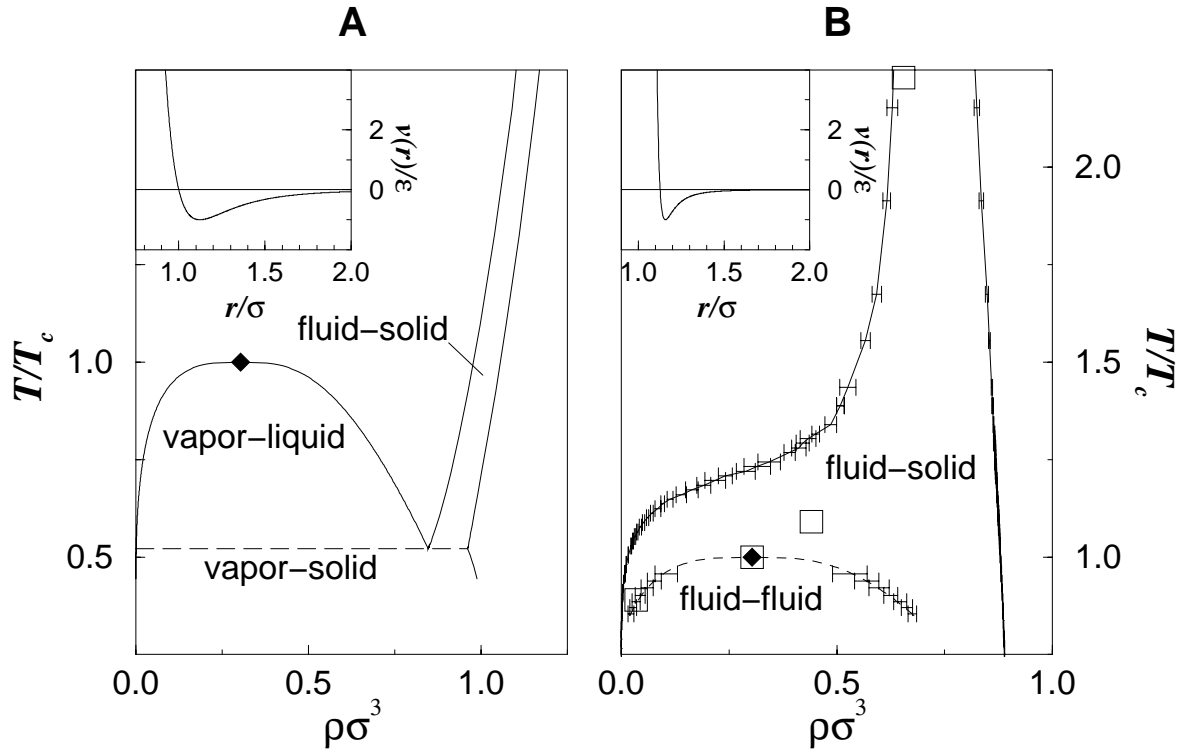 A
2
0
v(r)/ε
1.0 1.5 2.0
r/σ
fluid–solid
1.0
T/Tc
vapor–liquid
0.5
vapor–solid
0.0 0.5 1.0
ρσ³
B
2
0
v(r)/ε
1.0 1.5 2.0
r/σ
2.0
1.5
T/Tc
fluid–solid
1.0
fluid–fluid
0.0 0.5 1.0
ρσ³